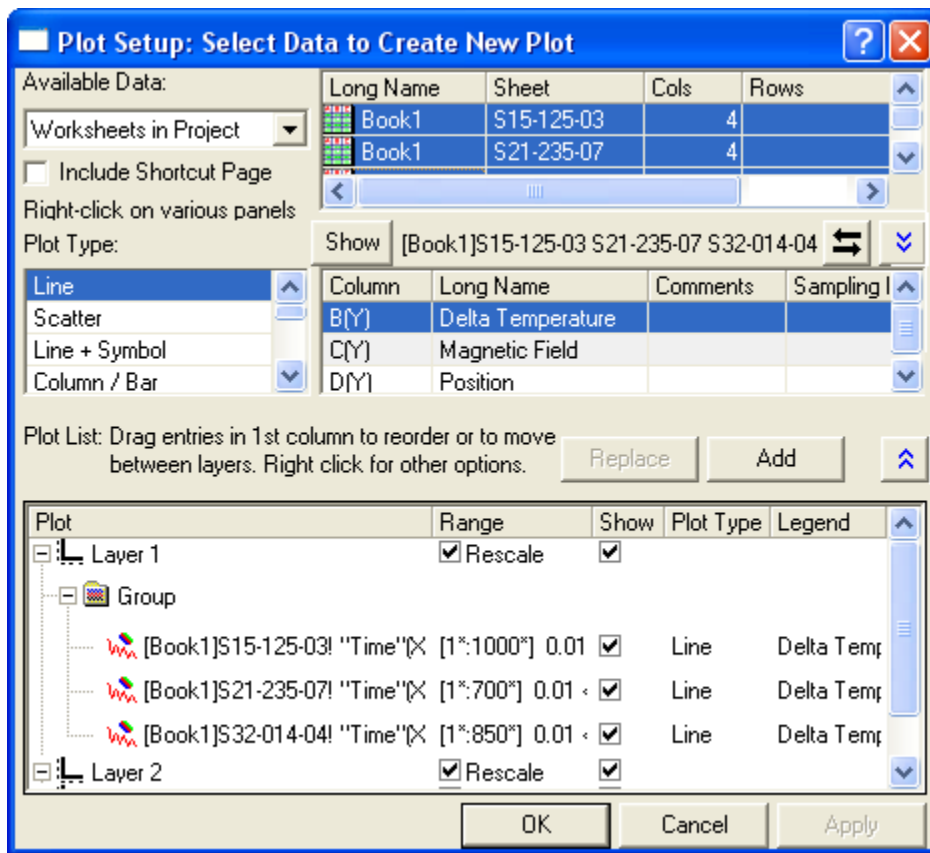 Plot Setup: Select Data to Create New Plot
Available Data:
Worksheets in Project
Include Shortcut Page
Right-click on various panels
Long Name Sheet Cols Rows
Book1 S15-125-03 4
Book1 S21-235-07 4
Plot Type:
Show [Book1]S15-125-03 S21-235-07 S32-014-04
Line
Scatter
Line + Symbol
Column / Bar
Column Long Name Comments Sampling I
B(Y) Delta Temperature
C(Y) Magnetic Field
D(Y) Position
Plot List: Drag entries in 1st column to reorder or to move
between layers. Right click for other options.
Replace Add
Plot Range Show Plot Type Legend
Layer 1 Rescale
Group
[Book1]S15-125-03! "Time"(X [1*:1000*] 0.01 Line Delta Temp
[Book1]S21-235-07! "Time"(X [1*:700*] 0.01 < Line Delta Temp
[Book1]S32-014-04! "Time"(X [1*:850*] 0.01 < Line Delta Temp
Layer 2 Rescale
OK Cancel Apply